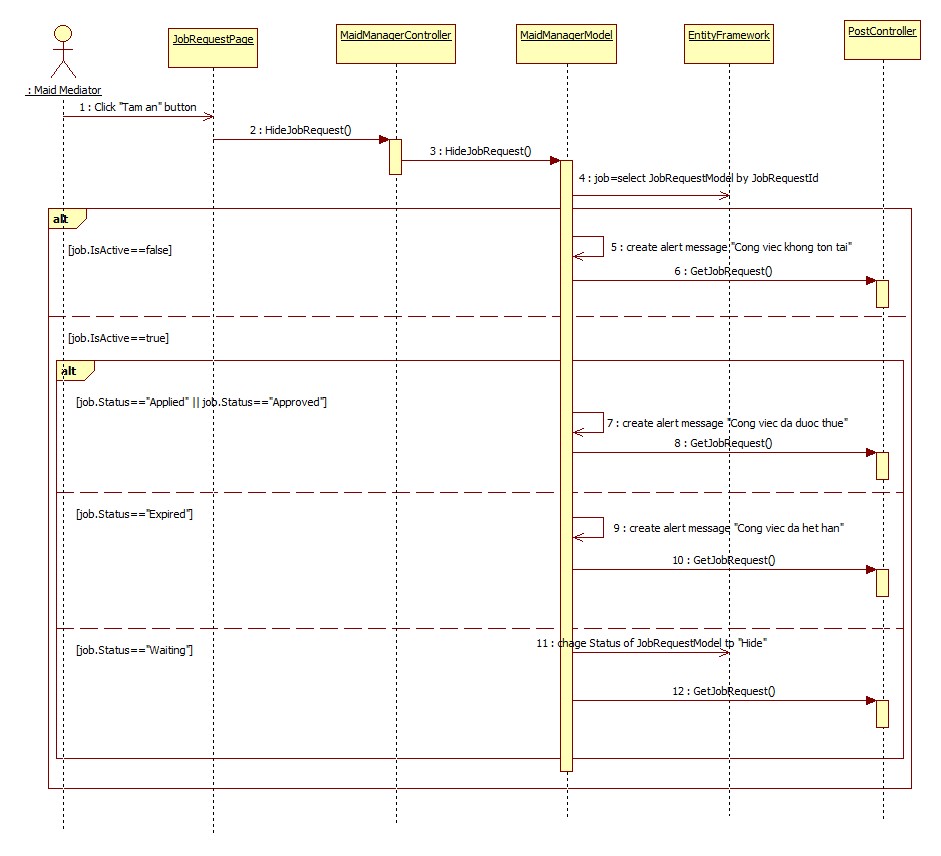 JobRequestPage
MaidManagerController
MaidManagerModel
EntityFramework
PostController
: Maid Mediator
1 : Click "Tam an" button
2 : HideJobRequest()
3 : HideJobRequest()
4 : job=select JobRequestModel by JobRequestId
alt
[job.IsActive==false]
5 : create alert message "Cong viec khong ton tai"
6 : GetJobRequest()
[job.IsActive==true]
alt
[job.Status=="Applied" || job.Status=="Approved"]
7 : create alert message "Cong viec da duoc thue"
8 : GetJobRequest()
[job.Status=="Expired"]
9 : create alert message "Cong viec da het han"
10 : GetJobRequest()
11 : chage Status of JobRequestModel to "Hide"
[job.Status=="Waiting"]
12 : GetJobRequest()